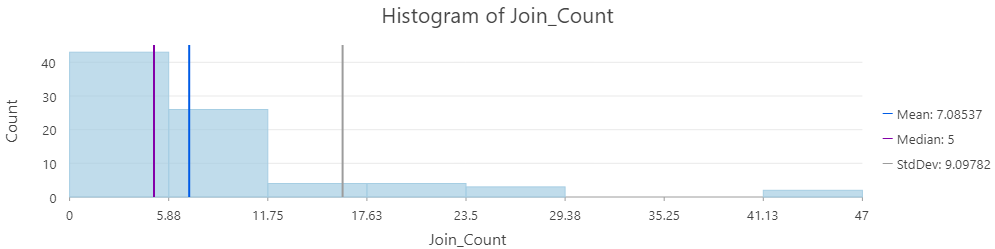 Histogram of Join_Count
Count
40
30
20
10
0
0 5.88 11.75 17.63 23.5 29.38 35.25 41.13 47
Join_Count
Mean: 7.08537
Median: 5
StdDev: 9.09782